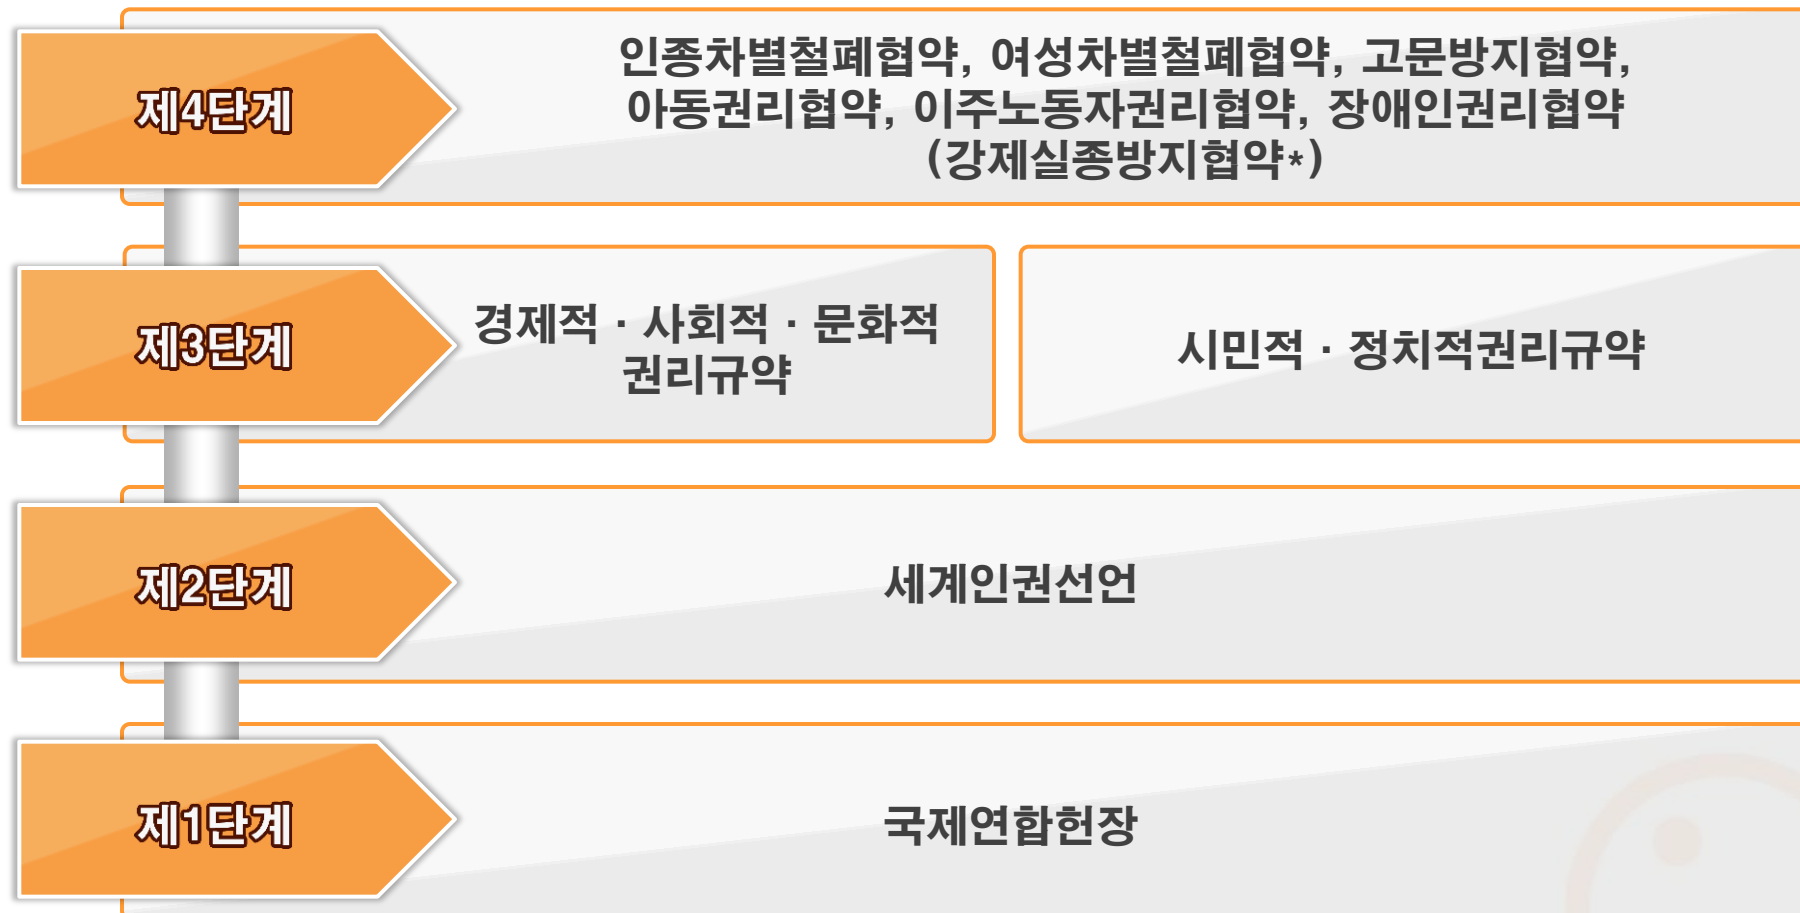 제4단계
인종차별철폐협약, 여성차별철폐협약, 고문방지협약,
아동권리협약, 이주노동자권리협약, 장애인권리협약
(강제실종방지협약*)
제3단계
경제적 · 사회적 · 문화적
권리규약
시민적 · 정치적권리규약
제2단계
세계인권선언
제1단계
국제연합헌장